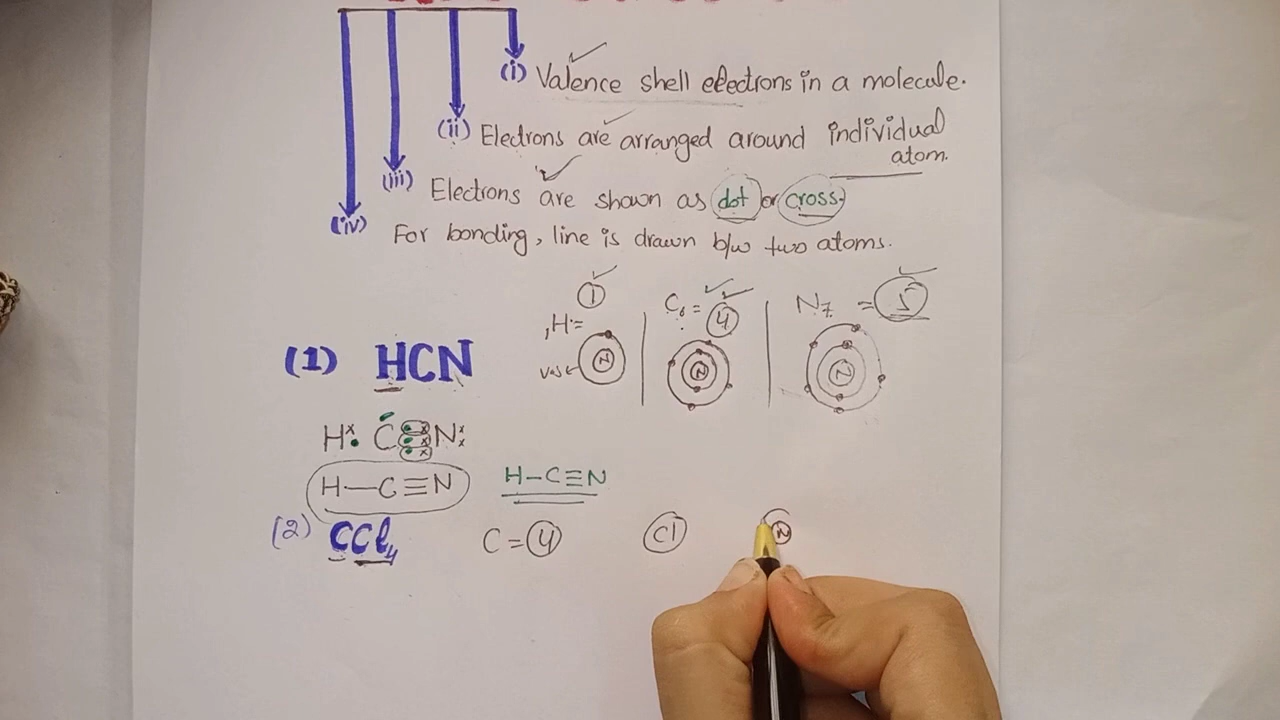 (i) Valence shell electrons in a molecule.
(ii) Electrons are arranged around individual
atom.
(iii) Electrons are shown as dot or cross.
(iv) For bonding, line is drawn b/w two atoms.
1
H:=
C₆ = 4
N₇ = 5
N
N
N
(1) HCN
H C N
H—C≡N
H—C≡N
(2) CCl₄
C = 4
Cl
N